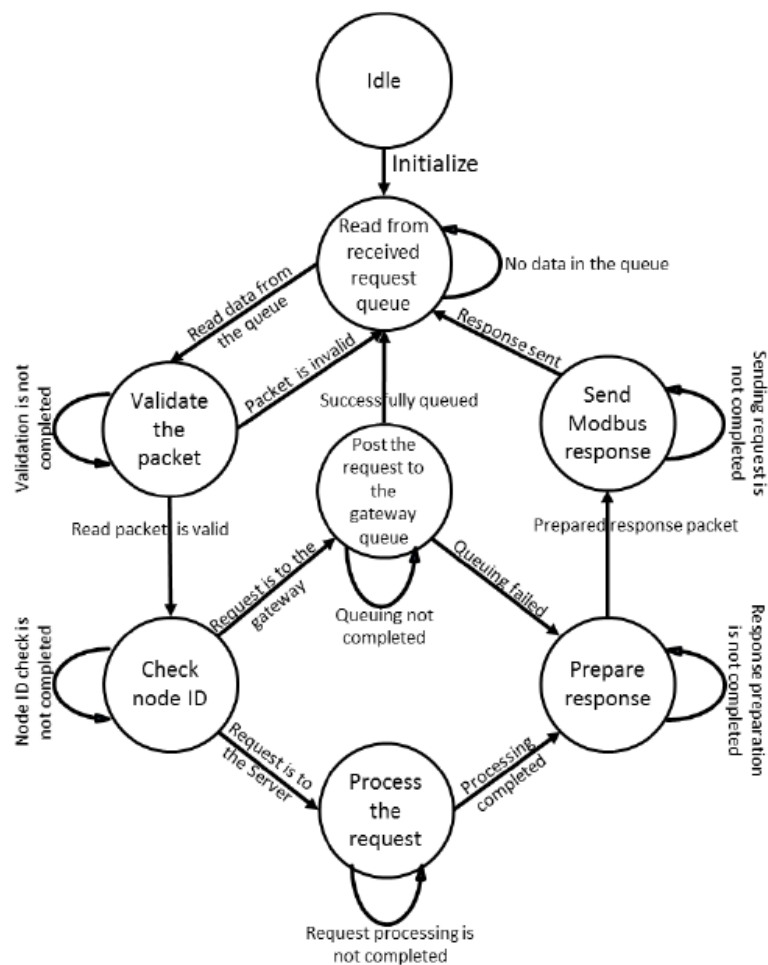 Idle
Initialize
Read from
received
request
queue
No data in the queue
Read data from
the queue
Packet is invalid
Successfully queued
Response sent
Validation is not
completed
Validate
the
packet
Post the
request to
the
gateway
queue
Send
Modbus
response
Sending request is
not completed
Read packet is valid
Request is to the
gateway
Queuing not
completed
Queuing failed
Prepared response packet
Node ID check is
not completed
Check
node ID
Prepare
response
Response preparation
is not completed
Request is to
the Server
Process
the
request
Processing
completed
Request processing is
not completed